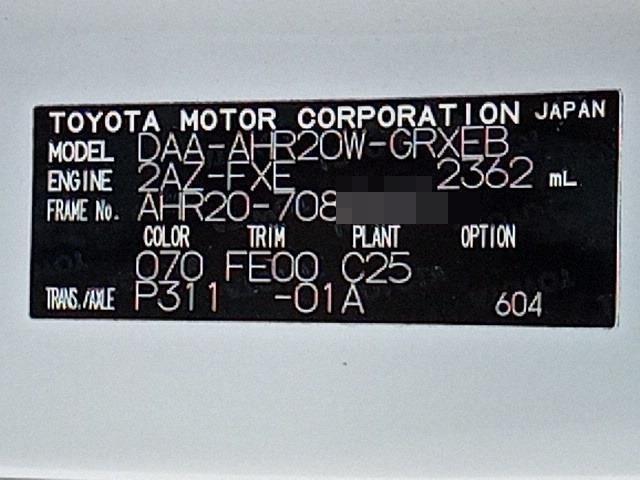 TOYOTA MOTOR CORPORATION JAPAN
MODEL DAA-AHR20W-GRXEB
ENGINE 2AZ-FXE 2362 mL
FRAME No. AHR20-708
COLOR TRIM PLANT OPTION
070 FE00 C25
TRANS./AXLE P311 -01A 604